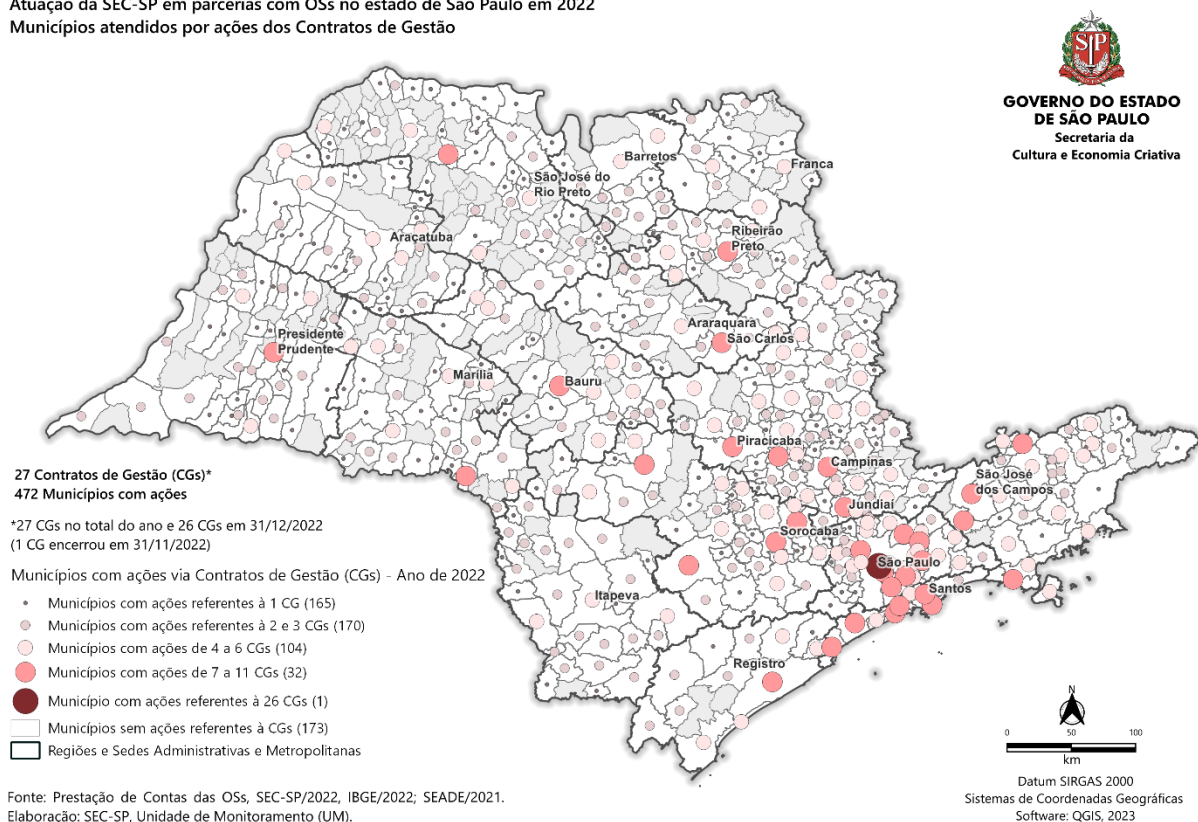 Atuação da SEC-SP em parcerias com OSs no estado de São Paulo em 2022
Municípios atendidos por ações dos Contratos de Gestão
SP
GOVERNO DO ESTADO
DE SÃO PAULO
Secretaria da
Cultura e Economia Criativa
Barretos
Franca
São José do
Rio Preto
Ribeirão
Preto
Araçatuba
Araraquara
São Carlos
Presidente
Prudente
Marília
Bauru
Piracicaba
Campinas
São José
dos Campos
Jundiaí
Sorocaba
São Paulo
Santos
Itapeva
Registro
27 Contratos de Gestão (CGs)*
472 Municípios com ações
*27 CGs no total do ano e 26 CGs em 31/12/2022
(1 CG encerrou em 31/11/2022)
Municípios com ações via Contratos de Gestão (CGs) - Ano de 2022
Municípios com ações referentes à 1 CG (165)
Municípios com ações referentes à 2 e 3 CGs (170)
Municípios com ações de 4 a 6 CGs (104)
Municípios com ações de 7 a 11 CGs (32)
Município com ações referentes à 26 CGs (1)
Municípios sem ações referentes à CGs (173)
Regiões e Sedes Administrativas e Metropolitanas
N
0 50 100
km
Datum SIRGAS 2000
Sistemas de Coordenadas Geográficas
Software: QGIS, 2023
Fonte: Prestação de Contas das OSs, SEC-SP/2022, IBGE/2022; SEADE/2021.
Elaboração: SEC-SP, Unidade de Monitoramento (UM).